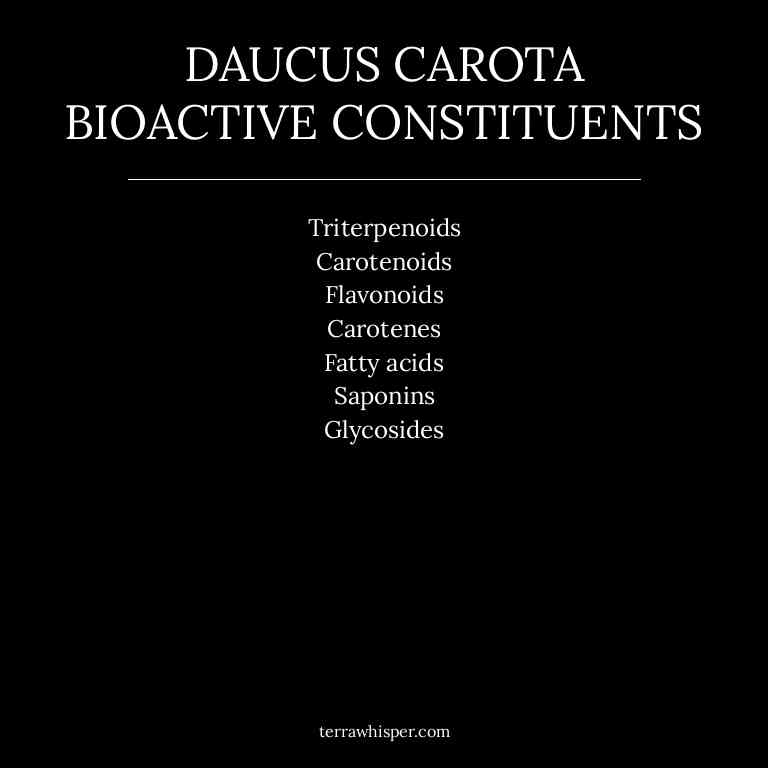 DAUCUS CAROTA
BIOACTIVE CONSTITUENTS
Triterpenoids
Carotenoids
Flavonoids
Carotenes
Fatty acids
Saponins
Glycosides
terrawhisper.com